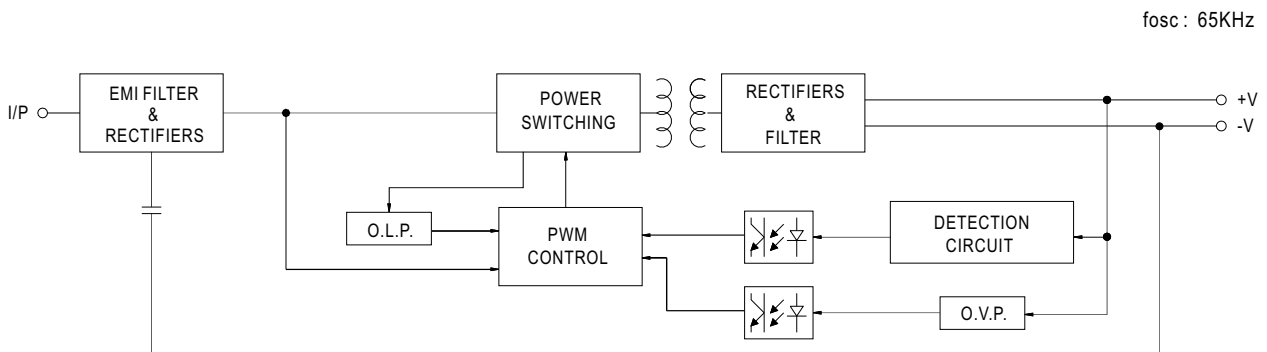 fosc : 65KHz
I/P
EMI FILTER
&
RECTIFIERS
POWER
SWITCHING
RECTIFIERS
&
FILTER
+V
-V
O.L.P.
PWM
CONTROL
DETECTION
CIRCUIT
O.V.P.